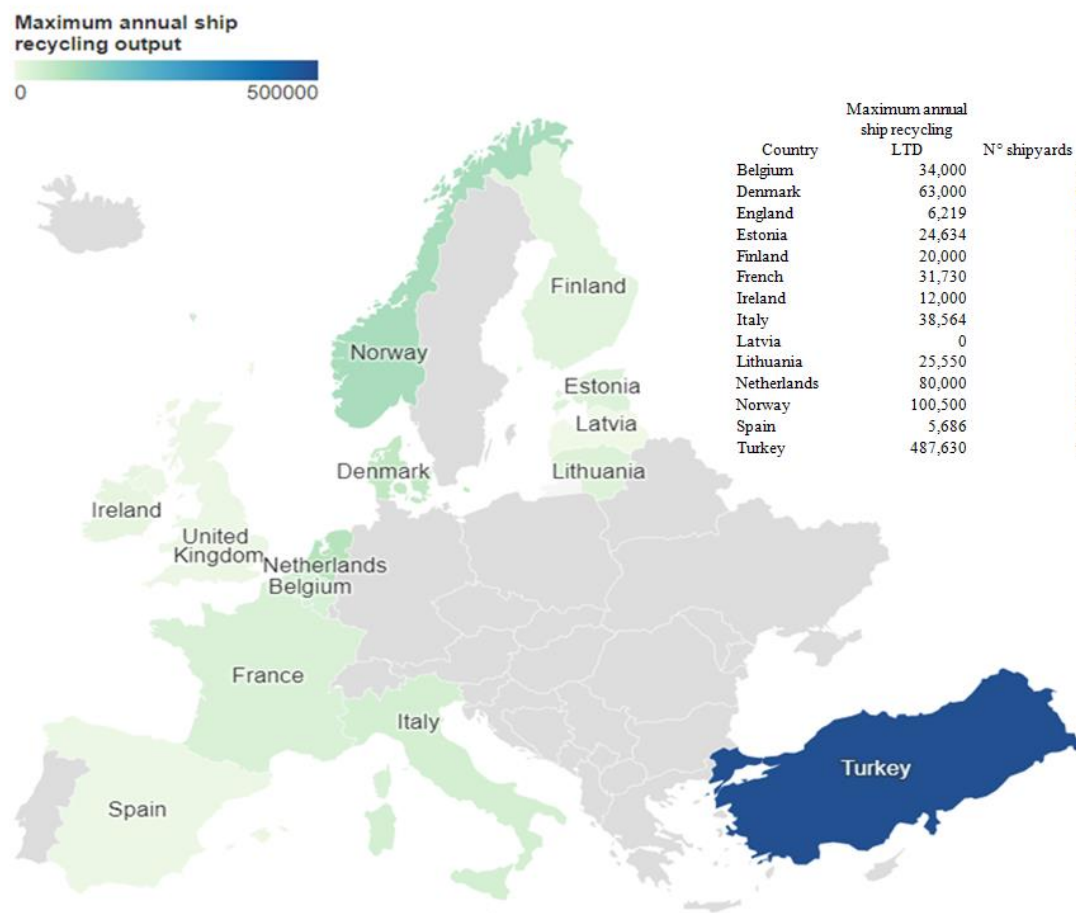 Maximum annual ship
recycling output
0 500000
Maximum annual
ship recycling
Country LTD N° shipyards
Belgium 34,000
Denmark 63,000
England 6,219
Estonia 24,634
Finland 20,000
French 31,730
Ireland 12,000
Italy 38,564
Latvia 0
Lithuania 25,550
Netherlands 80,000
Norway 100,500
Spain 5,686
Turkey 487,630
Finland
Norway
Estonia
Latvia
Denmark
Lithuania
Ireland
United
Kingdom
Netherlands
Belgium
France
Italy
Turkey
Spain